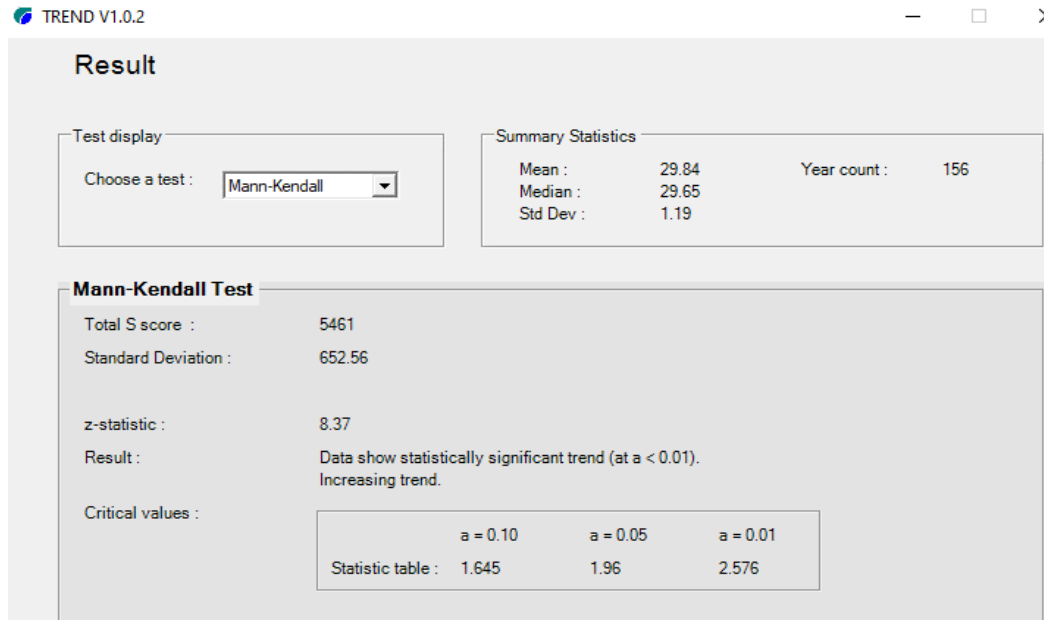 TREND V1.0.2
Result
Test display
Choose a test :
Mann-Kendall
Summary Statistics
Mean : 29.84 Year count : 156
Median : 29.65
Std Dev : 1.19
Mann-Kendall Test
Total S score : 5461
Standard Deviation : 652.56
z-statistic : 8.37
Result : Data show statistically significant trend (at a < 0.01).
Increasing trend.
Critical values :
a = 0.10 a = 0.05 a = 0.01
Statistic table : 1.645 1.96 2.576